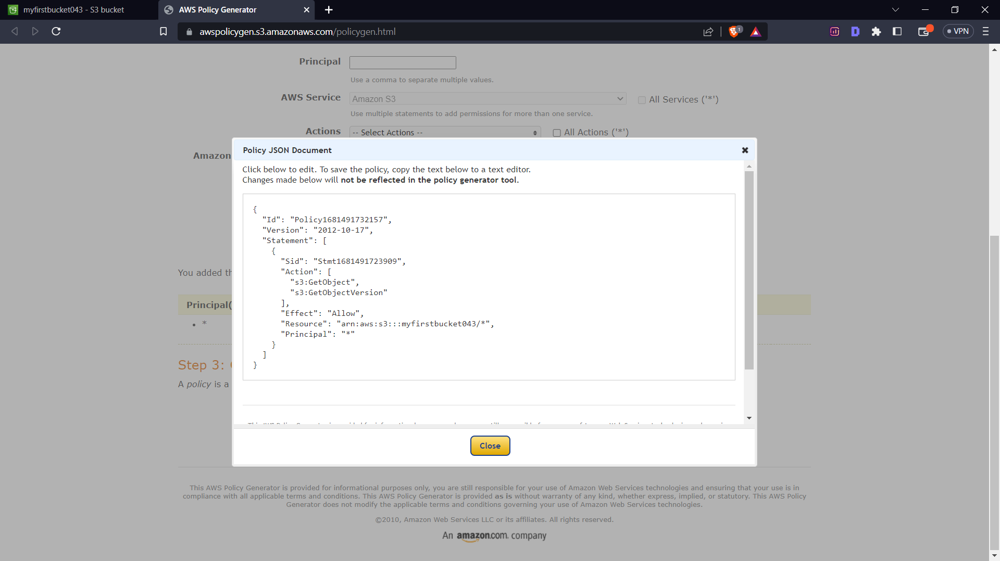 myfirstbucket043 - S3 bucket
AWS Policy Generator
awspolicygen.s3.amazonaws.com/policygen.html
1
VPN
Principal
Use a comma to separate multiple values.
AWS Service
Amazon S3
All Services ('*')
Use multiple statements to add permissions for more than one service.
Actions
-- Select Actions --
All Actions ('*')
Amazon
Policy JSON Document
Click below to edit. To save the policy, copy the text below to a text editor.
Changes made below will not be reflected in the policy generator tool.
{
"Id": "Policy1681491732157",
"Version": "2012-10-17",
"Statement": [
{
"Sid": "Stmt1681491723909",
"Action": [
"s3:GetObject",
"s3:GetObjectVersion"
],
"Effect": "Allow",
"Resource": "arn:aws:s3:::myfirstbucket043/*",
"Principal": "*"
}
]
}
You added th
Principal(
• *
Step 3:
A policy is a
Close
This AWS Policy Generator is provided for informational purposes only, you are still responsible for your use of Amazon Web Services technologies and ensuring that your use is in
compliance with all applicable terms and conditions. This AWS Policy Generator is provided as is without warranty of any kind, whether express, implied, or statutory. This AWS Policy
Generator does not modify the applicable terms and conditions governing your use of Amazon Web Services technologies.
©2010, Amazon Web Services LLC or its affiliates. All rights reserved.
An amazon.com. company